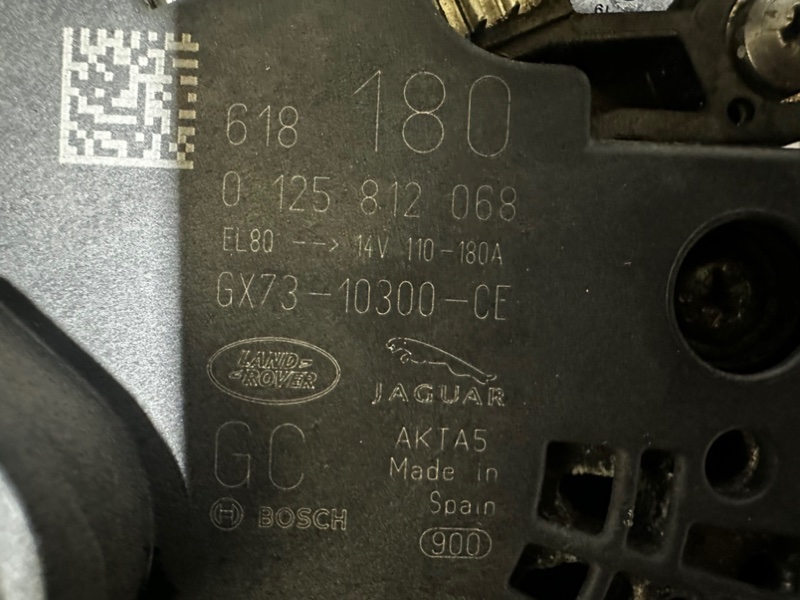 618 180
0 125 812 068
EL8Q --> 14V 110-180A
GX73-10300-CE
LAND-
-ROVER
JAGUAR
GC
AKTA5
Made in
Spain
BOSCH
900